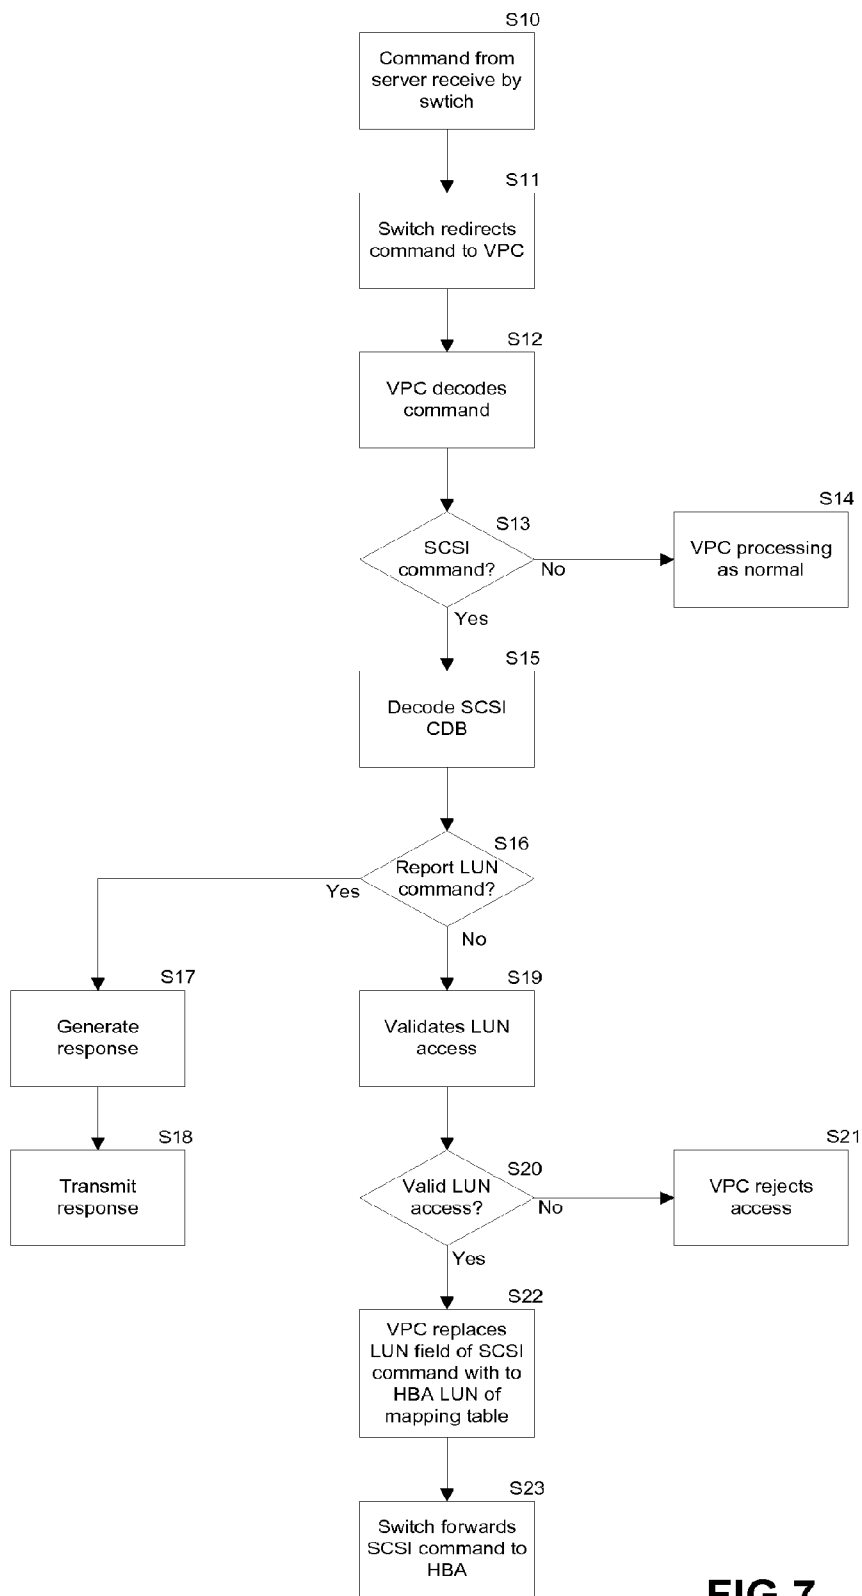 S10
Command from
server receive by
swtich
S11
Switch redirects
command to VPC
S12
VPC decodes
command
S13
SCSI
command?
No
Yes
S14
VPC processing
as normal
S15
Decode SCSI
CDB
S16
Report LUN
command?
Yes
No
S17
Generate
response
S18
Transmit
response
S19
Validates LUN
access
S20
Valid LUN
access?
No
Yes
S21
VPC rejects
access
S22
VPC replaces
LUN field of SCSI
command with to
HBA LUN of
mapping table
S23
Switch forwards
SCSI command to
HBA
FIG 7